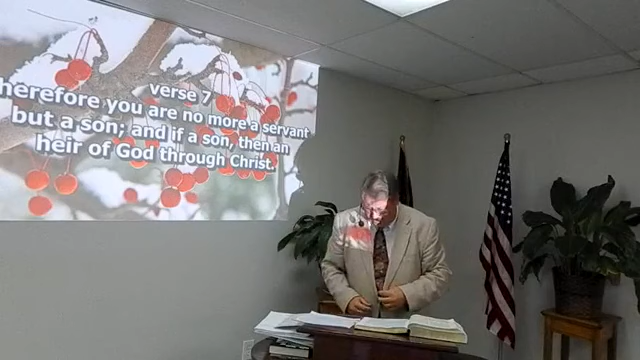 verse 7
herefore you are no more a servant
but a son; and if a son, then an
heir of God through Christ.